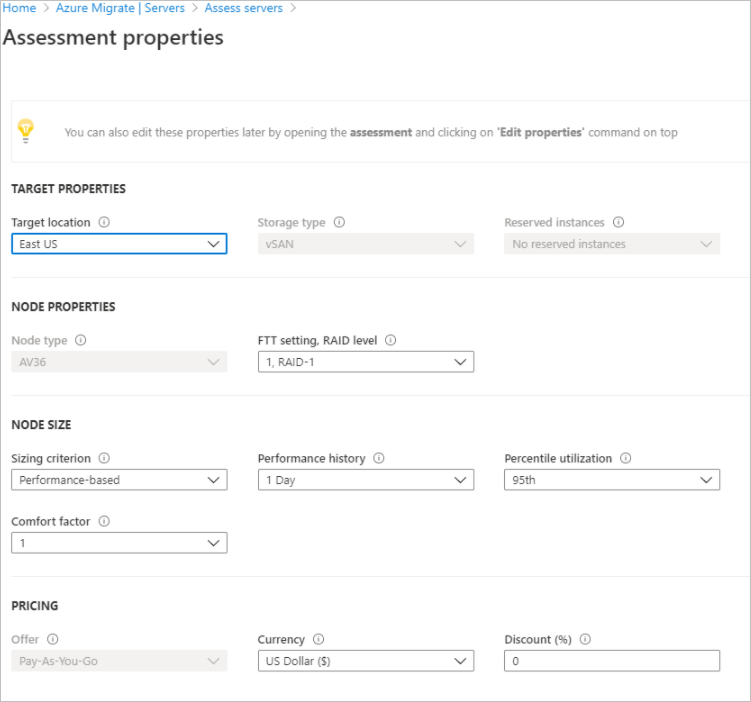 Home > Azure Migrate | Servers > Assess servers >
Assessment properties
You can also edit these properties later by opening the assessment and clicking on 'Edit properties' command on top
TARGET PROPERTIES
Target location Storage type Reserved instances
East US vSAN No reserved instances
NODE PROPERTIES
Node type FTT setting, RAID level
AV36 1, RAID-1
NODE SIZE
Sizing criterion Performance history Percentile utilization
Performance-based 1 Day 95th
Comfort factor
1
PRICING
Offer Currency Discount (%)
Pay-As-You-Go US Dollar ($) 0